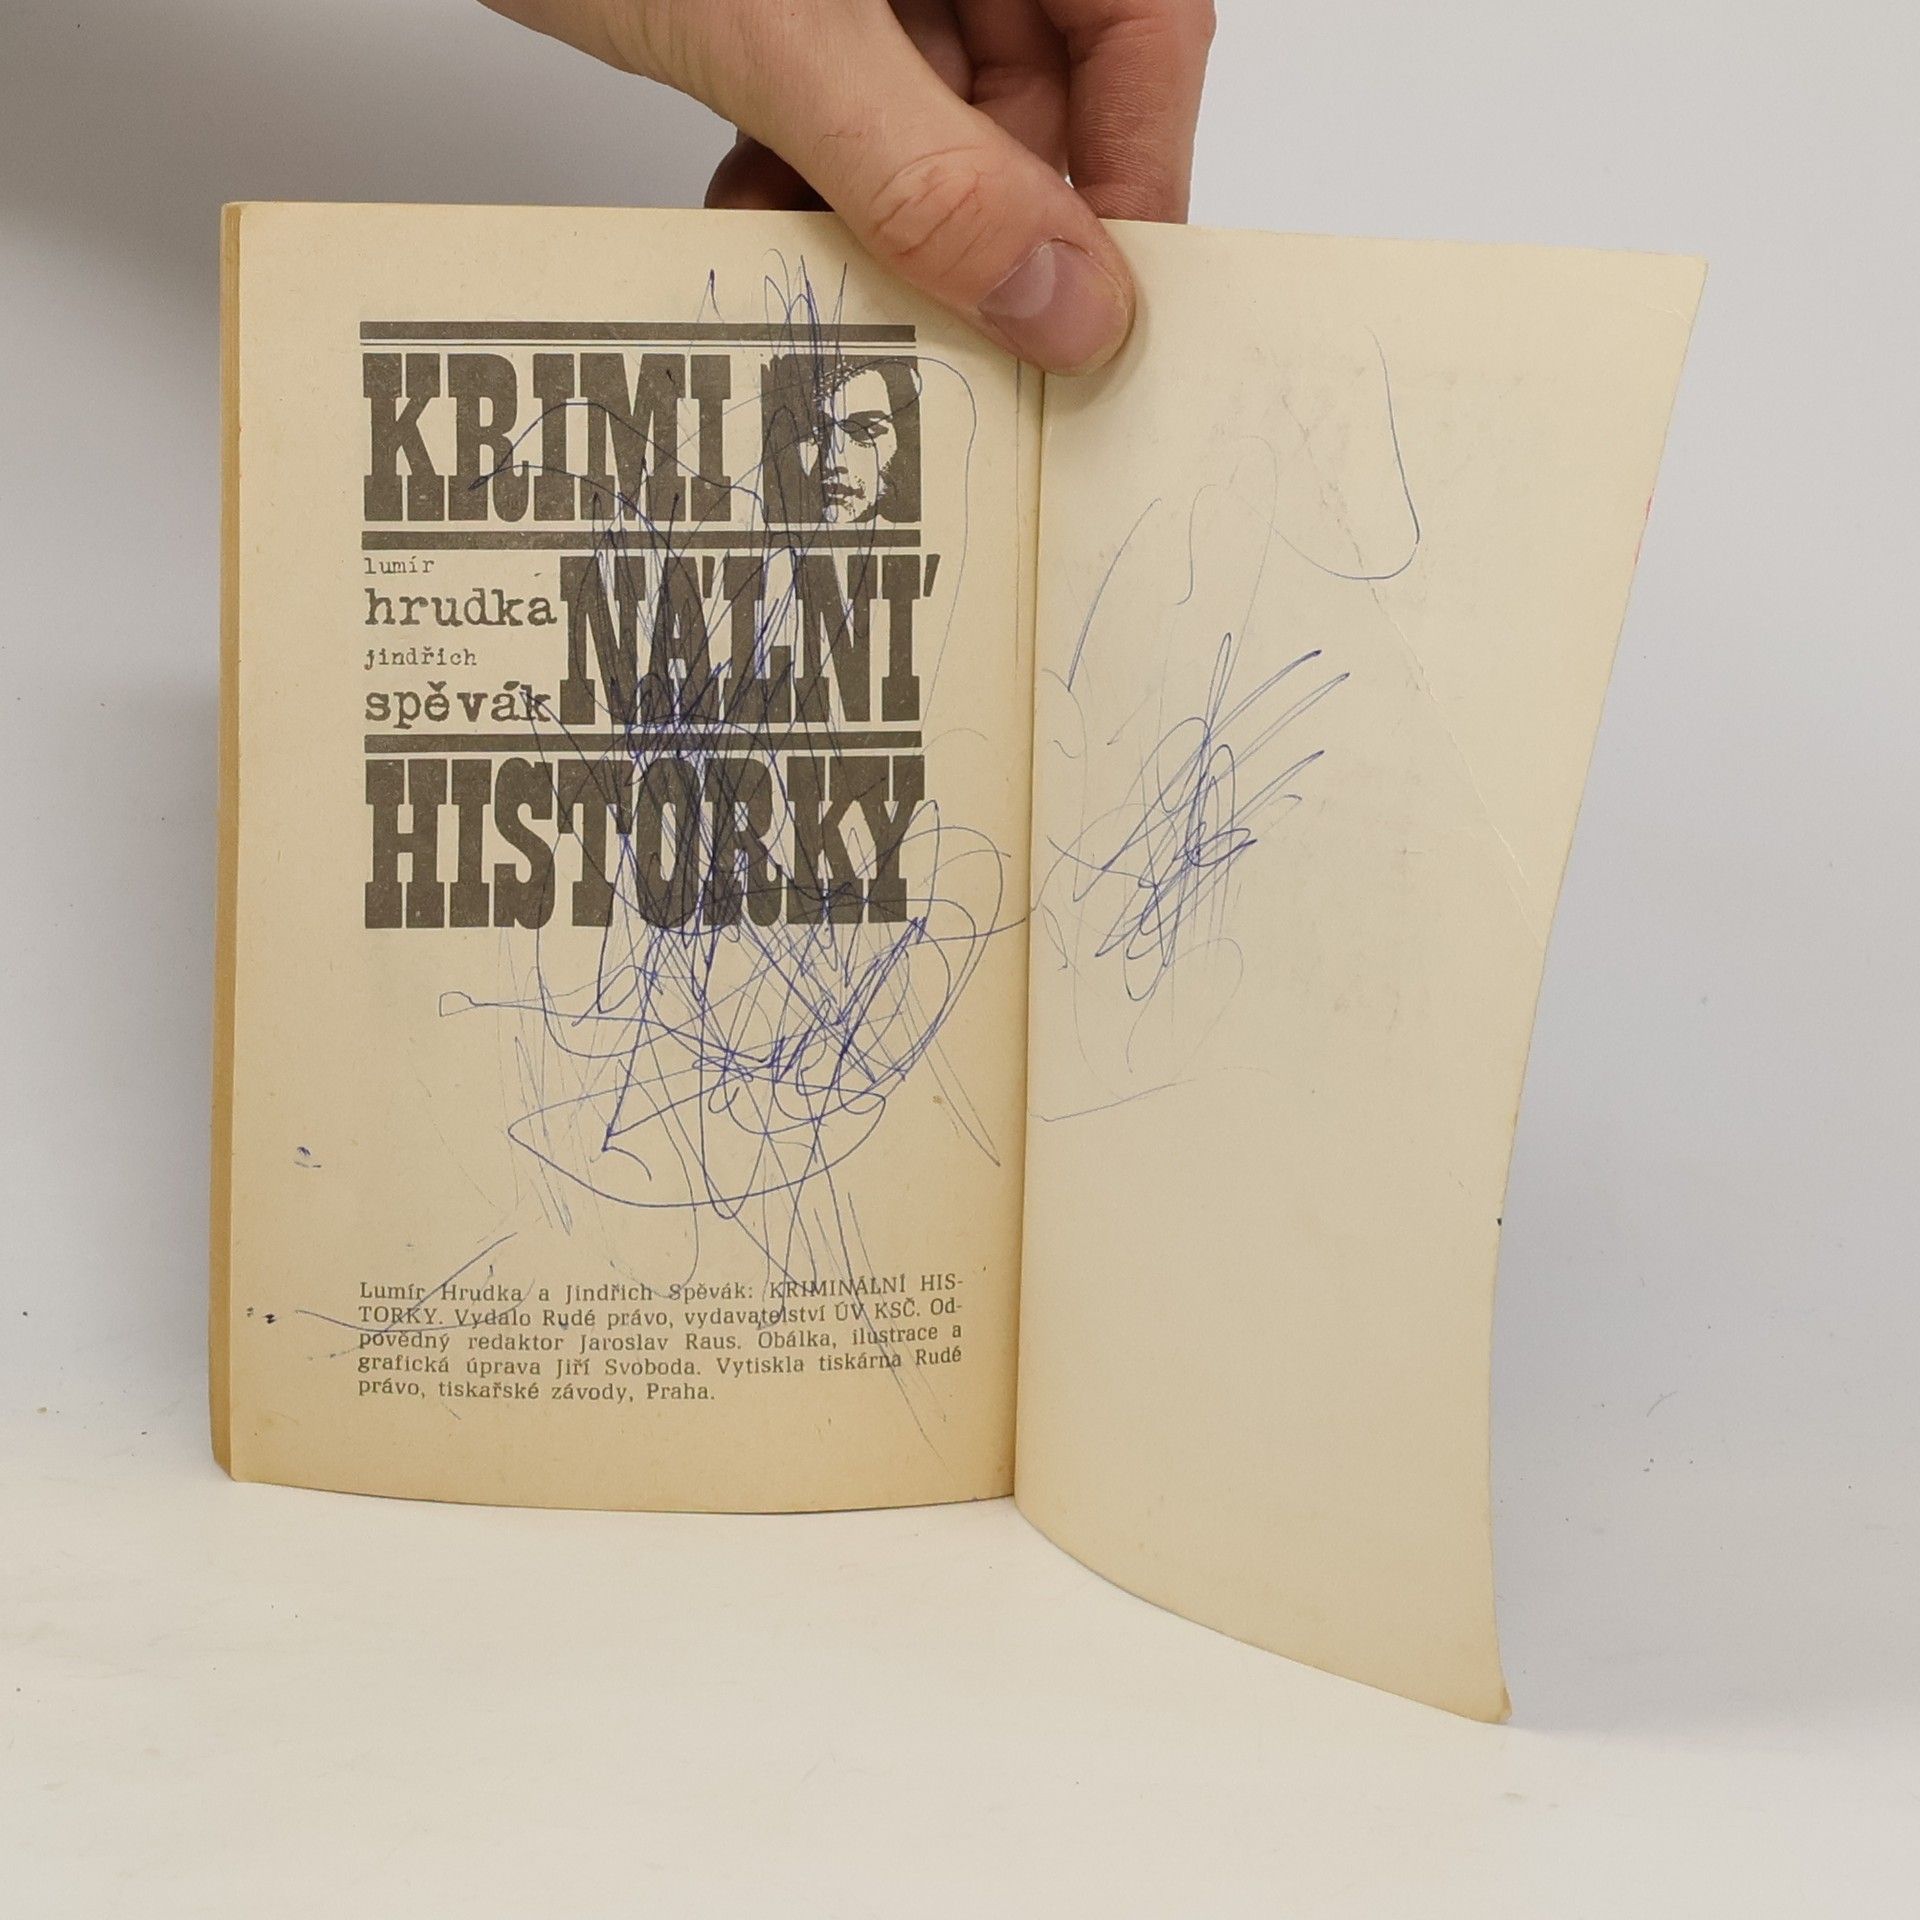 KRIMI
lumír
hrudka
jindřich
spěvák
NÁLNÍ
HISTORKY
Lumír Hrudka a Jindřich Spěvák: KRIMINÁLNÍ HIS-
TORKY. Vydalo Rudé právo, vydavatelství ÚV KSČ. Od-
povědný redaktor Jaroslav Raus. Obálka, ilustrace a
grafická úprava Jiří Svoboda. Vytiskla tiskárna Rudé
právo, tiskařské závody, Praha.